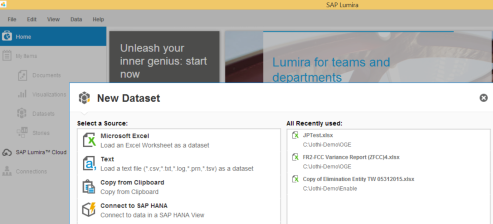 SAP Lumira
File Edit View Data Help
Home
My Items
Documents
Visualizations
Datasets
Stories
SAP Lumira™ Cloud
Connections
Unleash your
inner genius: start
now
Lumira for teams and
departments
New Dataset
Select a Source:
Microsoft Excel
Load an Excel Worksheet as a dataset
Text
Load a text file (*.csv,*.txt,*.log,*.prn,*.tsv) as a dataset
Copy from Clipboard
Copy from Clipboard
Connect to SAP HANA
Connect to data in a SAP HANA View
All Recently used:
JPTest.xlsx
C:\Jothi-Demo\OGE
FR2-FCC Variance Report (ZFCC)4.xlsx
C:\Jothi-Demo\OGE
Copy of Elimination Entity TW 05312015.xlsx
C:\Jothi-Demo\Enable